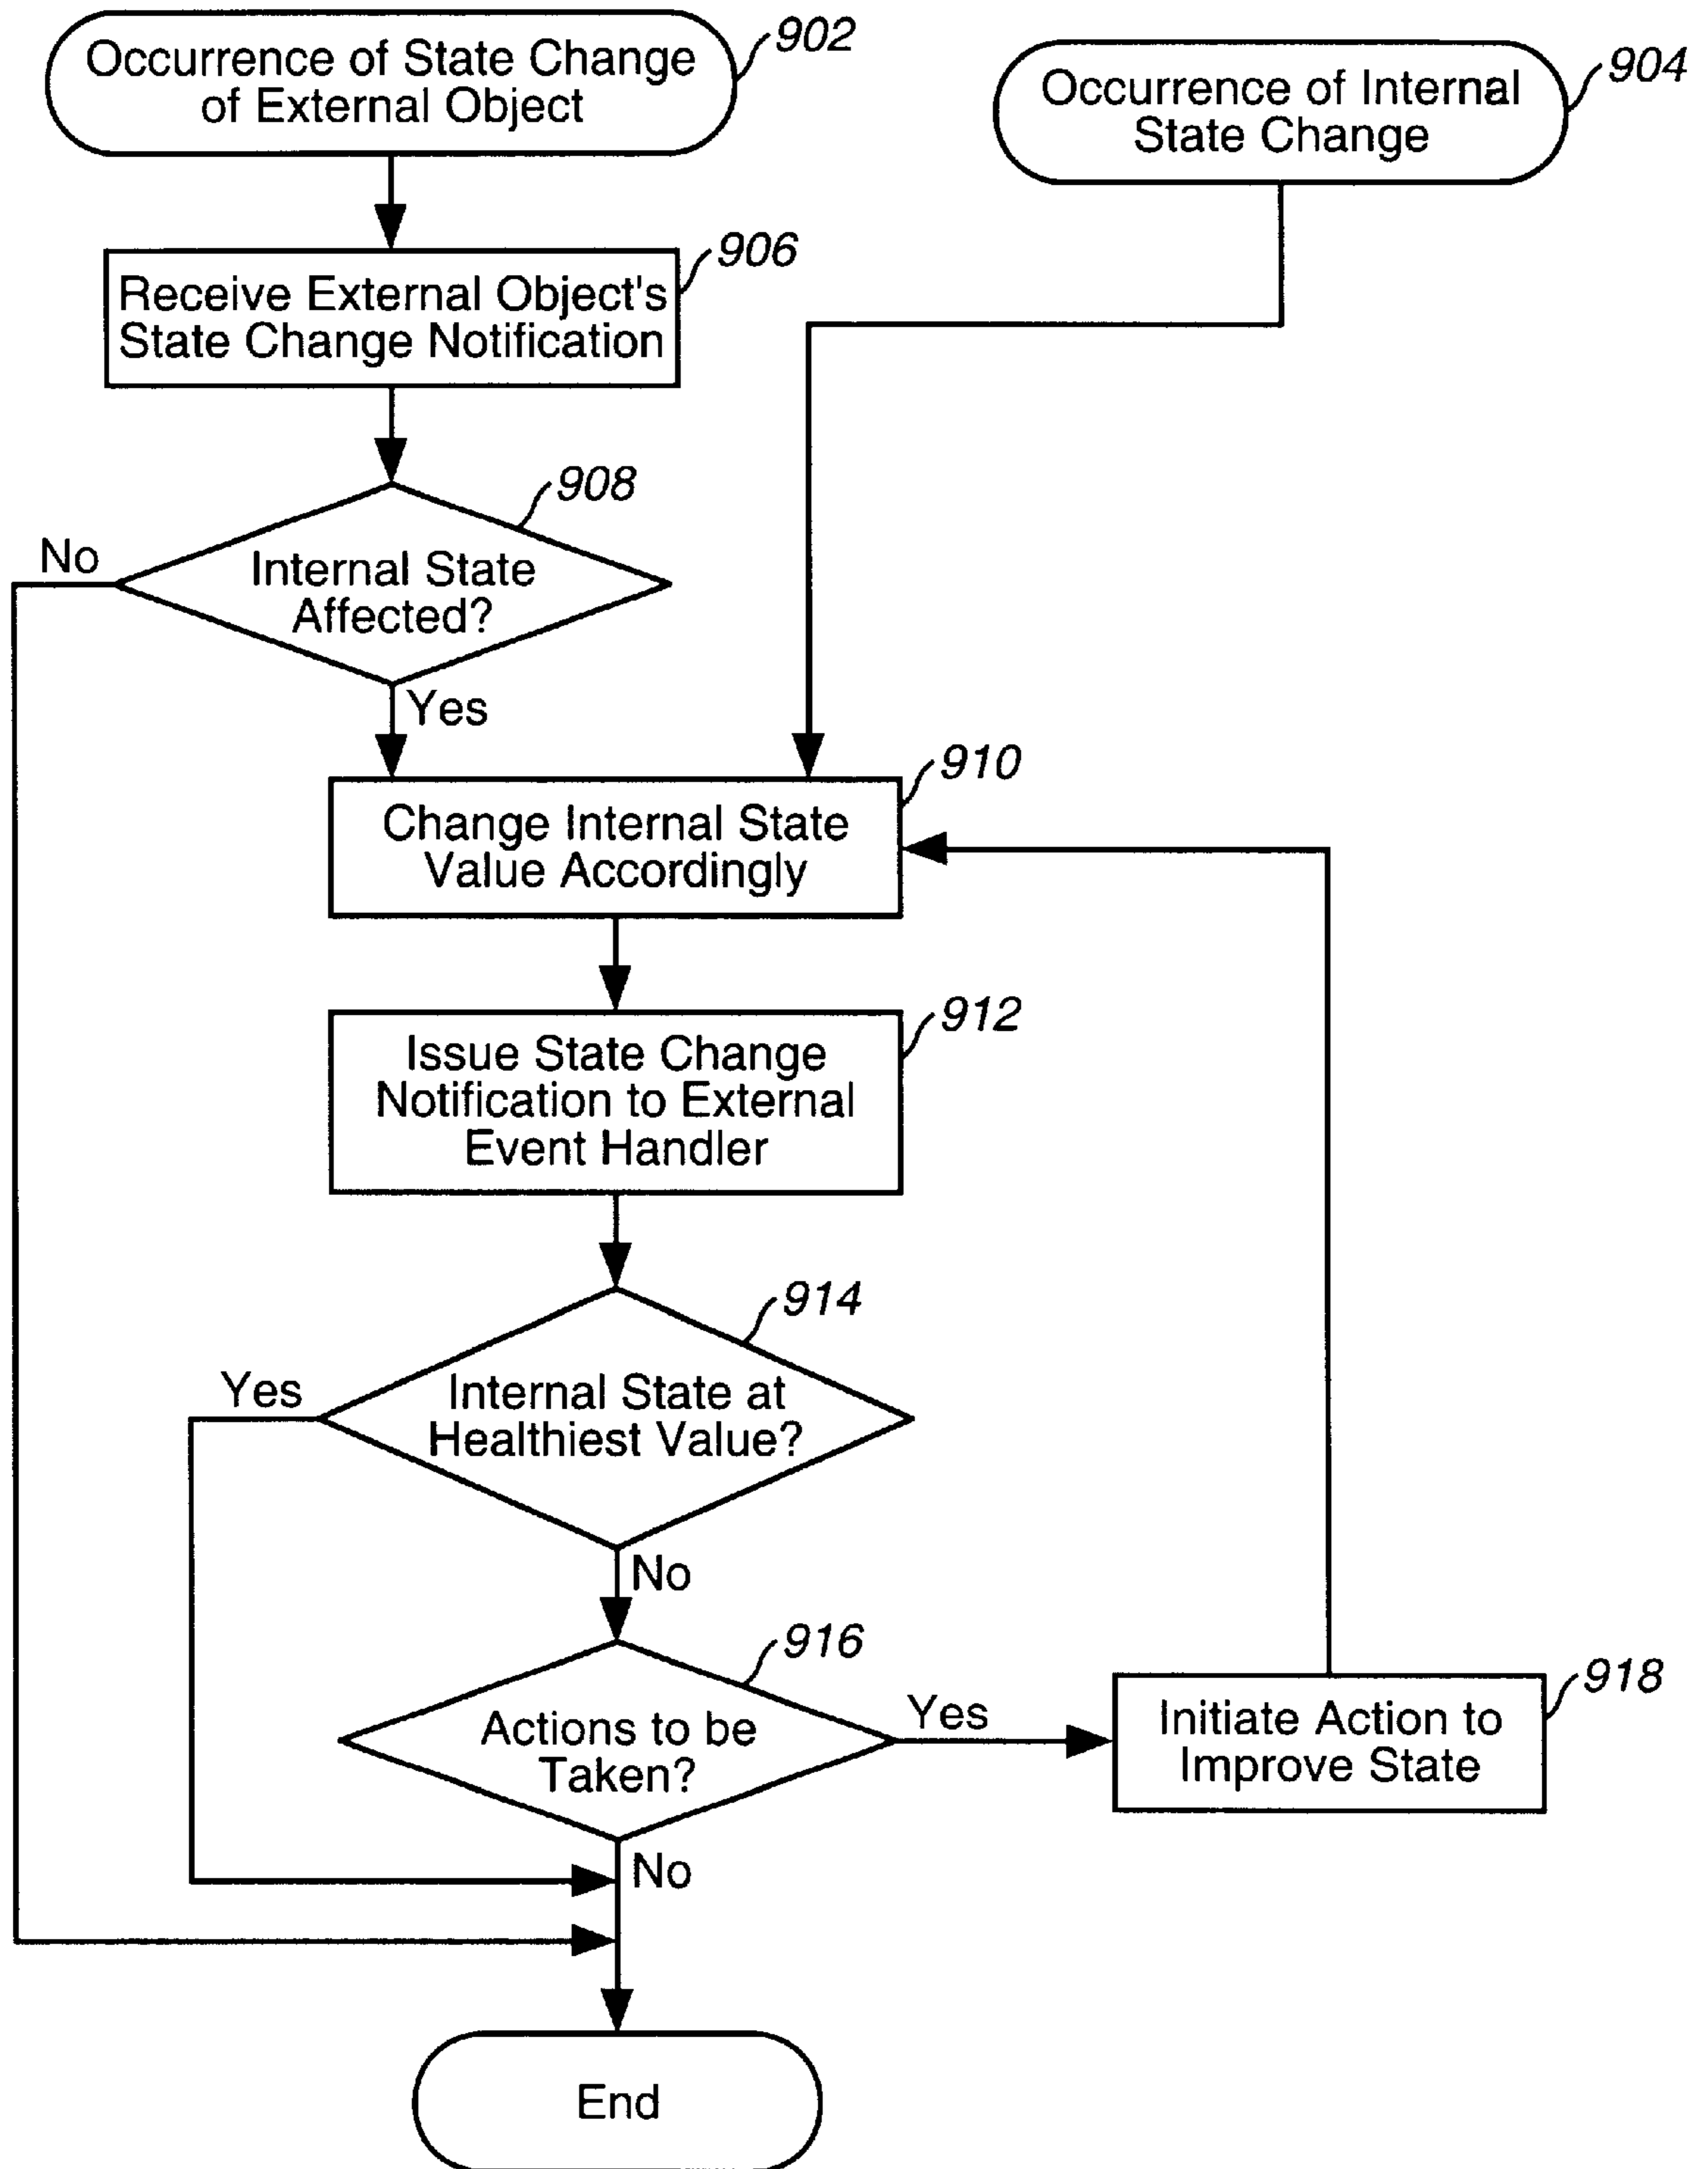 Occurrence of State Change
of External Object
902
Occurrence of Internal
State Change
904
Receive External Object's
State Change Notification
906
908
Internal State
Affected?
No
Yes
910
Change Internal State
Value Accordingly
912
Issue State Change
Notification to External
Event Handler
914
Internal State at
Healthiest Value?
Yes
No
916
Actions to be
Taken?
Yes
918
Initiate Action to
Improve State
No
End